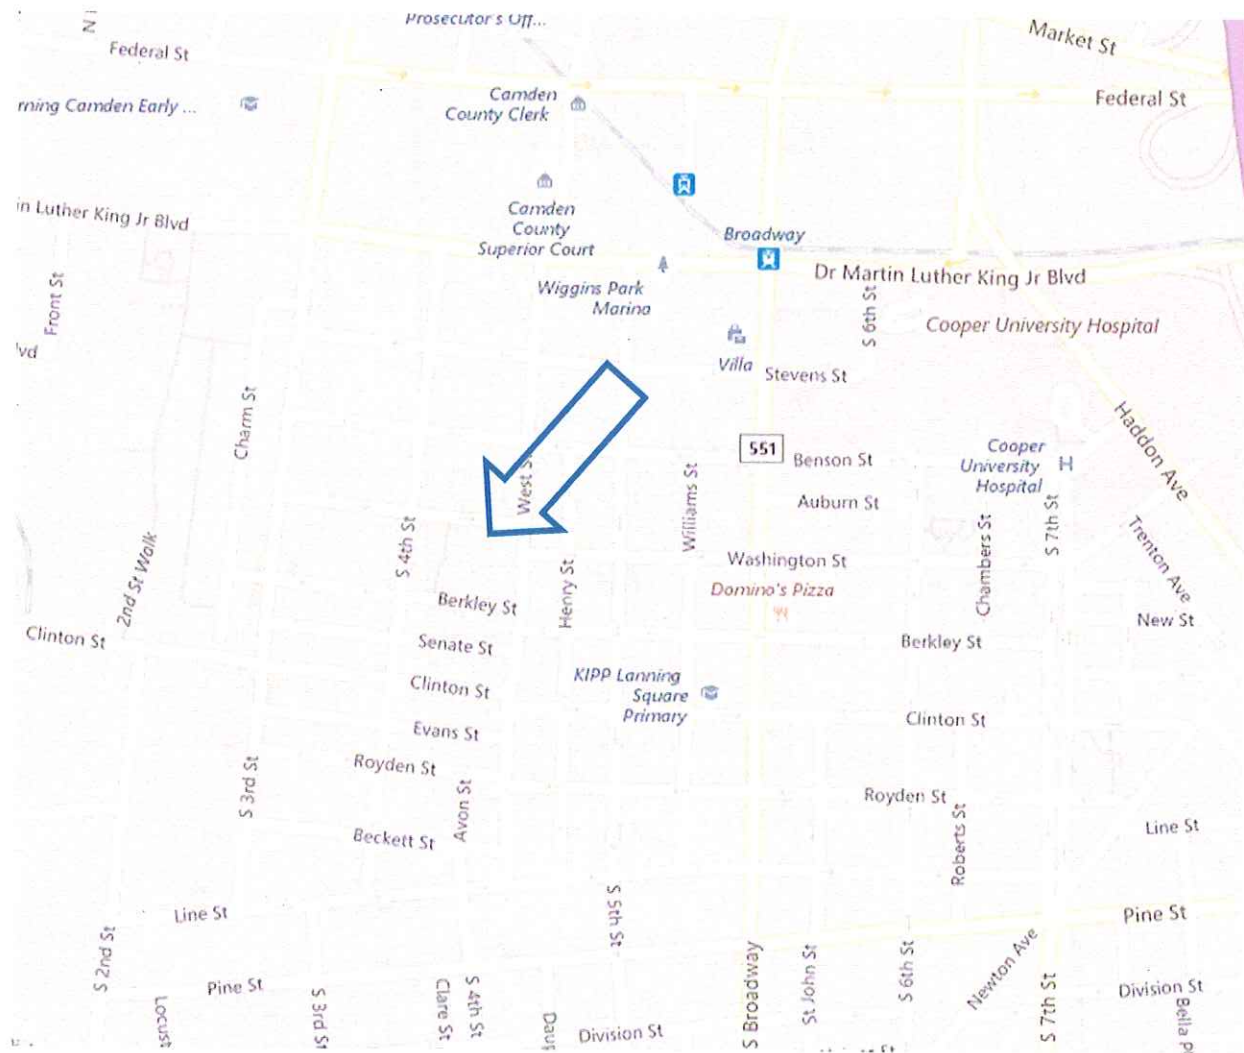 Prosecutor's Off...
Market St
Federal St
Federal St
rning Camden Early ...
Camden
County Clerk
in Luther King Jr Blvd
Camden
County
Superior Court
Broadway
Wiggins Park
Marina
Dr Martin Luther King Jr Blvd
Front St
S 6th St
Cooper University Hospital
lvd
Villa
Stevens St
Charm St
Haddon Ave
551
Benson St
Cooper
University
Hospital
H
West St
Williams St
Auburn St
S 4th St
S 7th St
Chambers St
Trenton Ave
2nd St Walk
Washington St
Domino's Pizza
Henry St
Berkley St
New St
Clinton St
Senate St
Berkley St
KIPP Lanning
Square
Primary
Clinton St
Clinton St
Evans St
Royden St
S 3rd St
Avon St
Royden St
Roberts St
Line St
Beckett St
Line St
S 5th St
Pine St
S 2nd St
S Broadway
St John St
S 6th St
Newton Ave
S 7th St
Pine St
Locust
S 3rd St
Clare St
S 4th St
Division St
Division St
Bella P